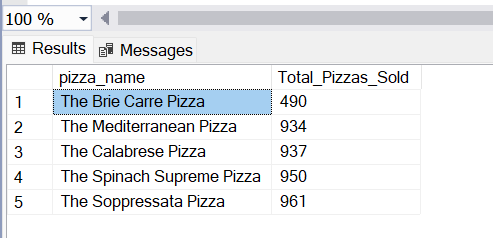 100 %
Results Messages
pizza_name Total_Pizzas_Sold
1 The Brie Carre Pizza 490
2 The Mediterranean Pizza 934
3 The Calabrese Pizza 937
4 The Spinach Supreme Pizza 950
5 The Soppressata Pizza 961